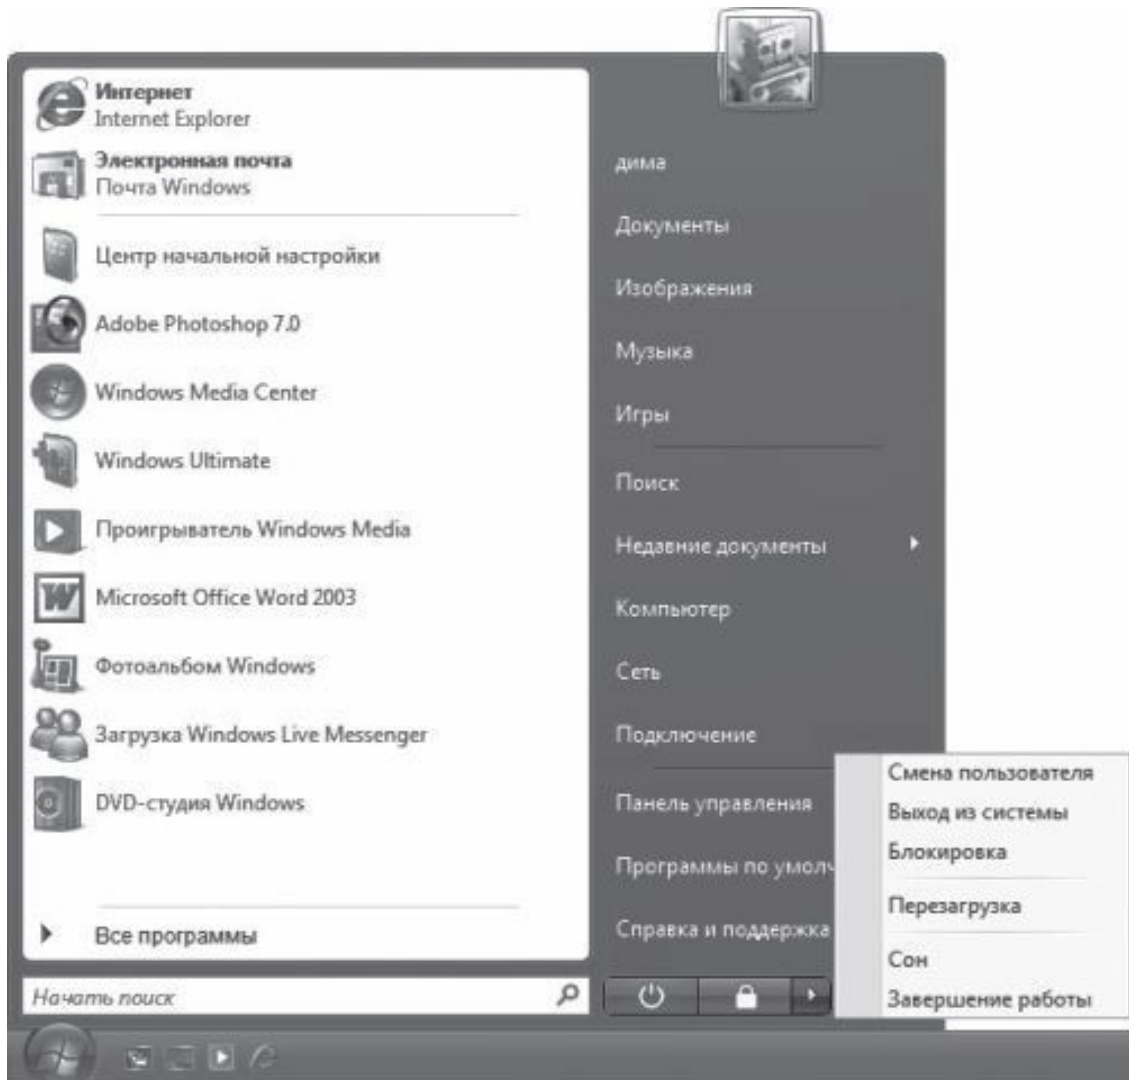 Интернет
Internet Explorer
Электронная почта
Почта Windows
Центр начальной настройки
Adobe Photoshop 7.0
Windows Media Center
Windows Ultimate
Проигрыватель Windows Media
Microsoft Office Word 2003
Фотоальбом Windows
Загрузка Windows Live Messenger
DVD-студия Windows
Все программы
Начать поиск
дима
Документы
Изображения
Музыка
Игры
Поиск
Недавние документы
Компьютер
Сеть
Подключение
Панель управления
Программы по умолч
Справка и поддержка
Смена пользователя
Выход из системы
Блокировка
Перезагрузка
Сон
Завершение работы